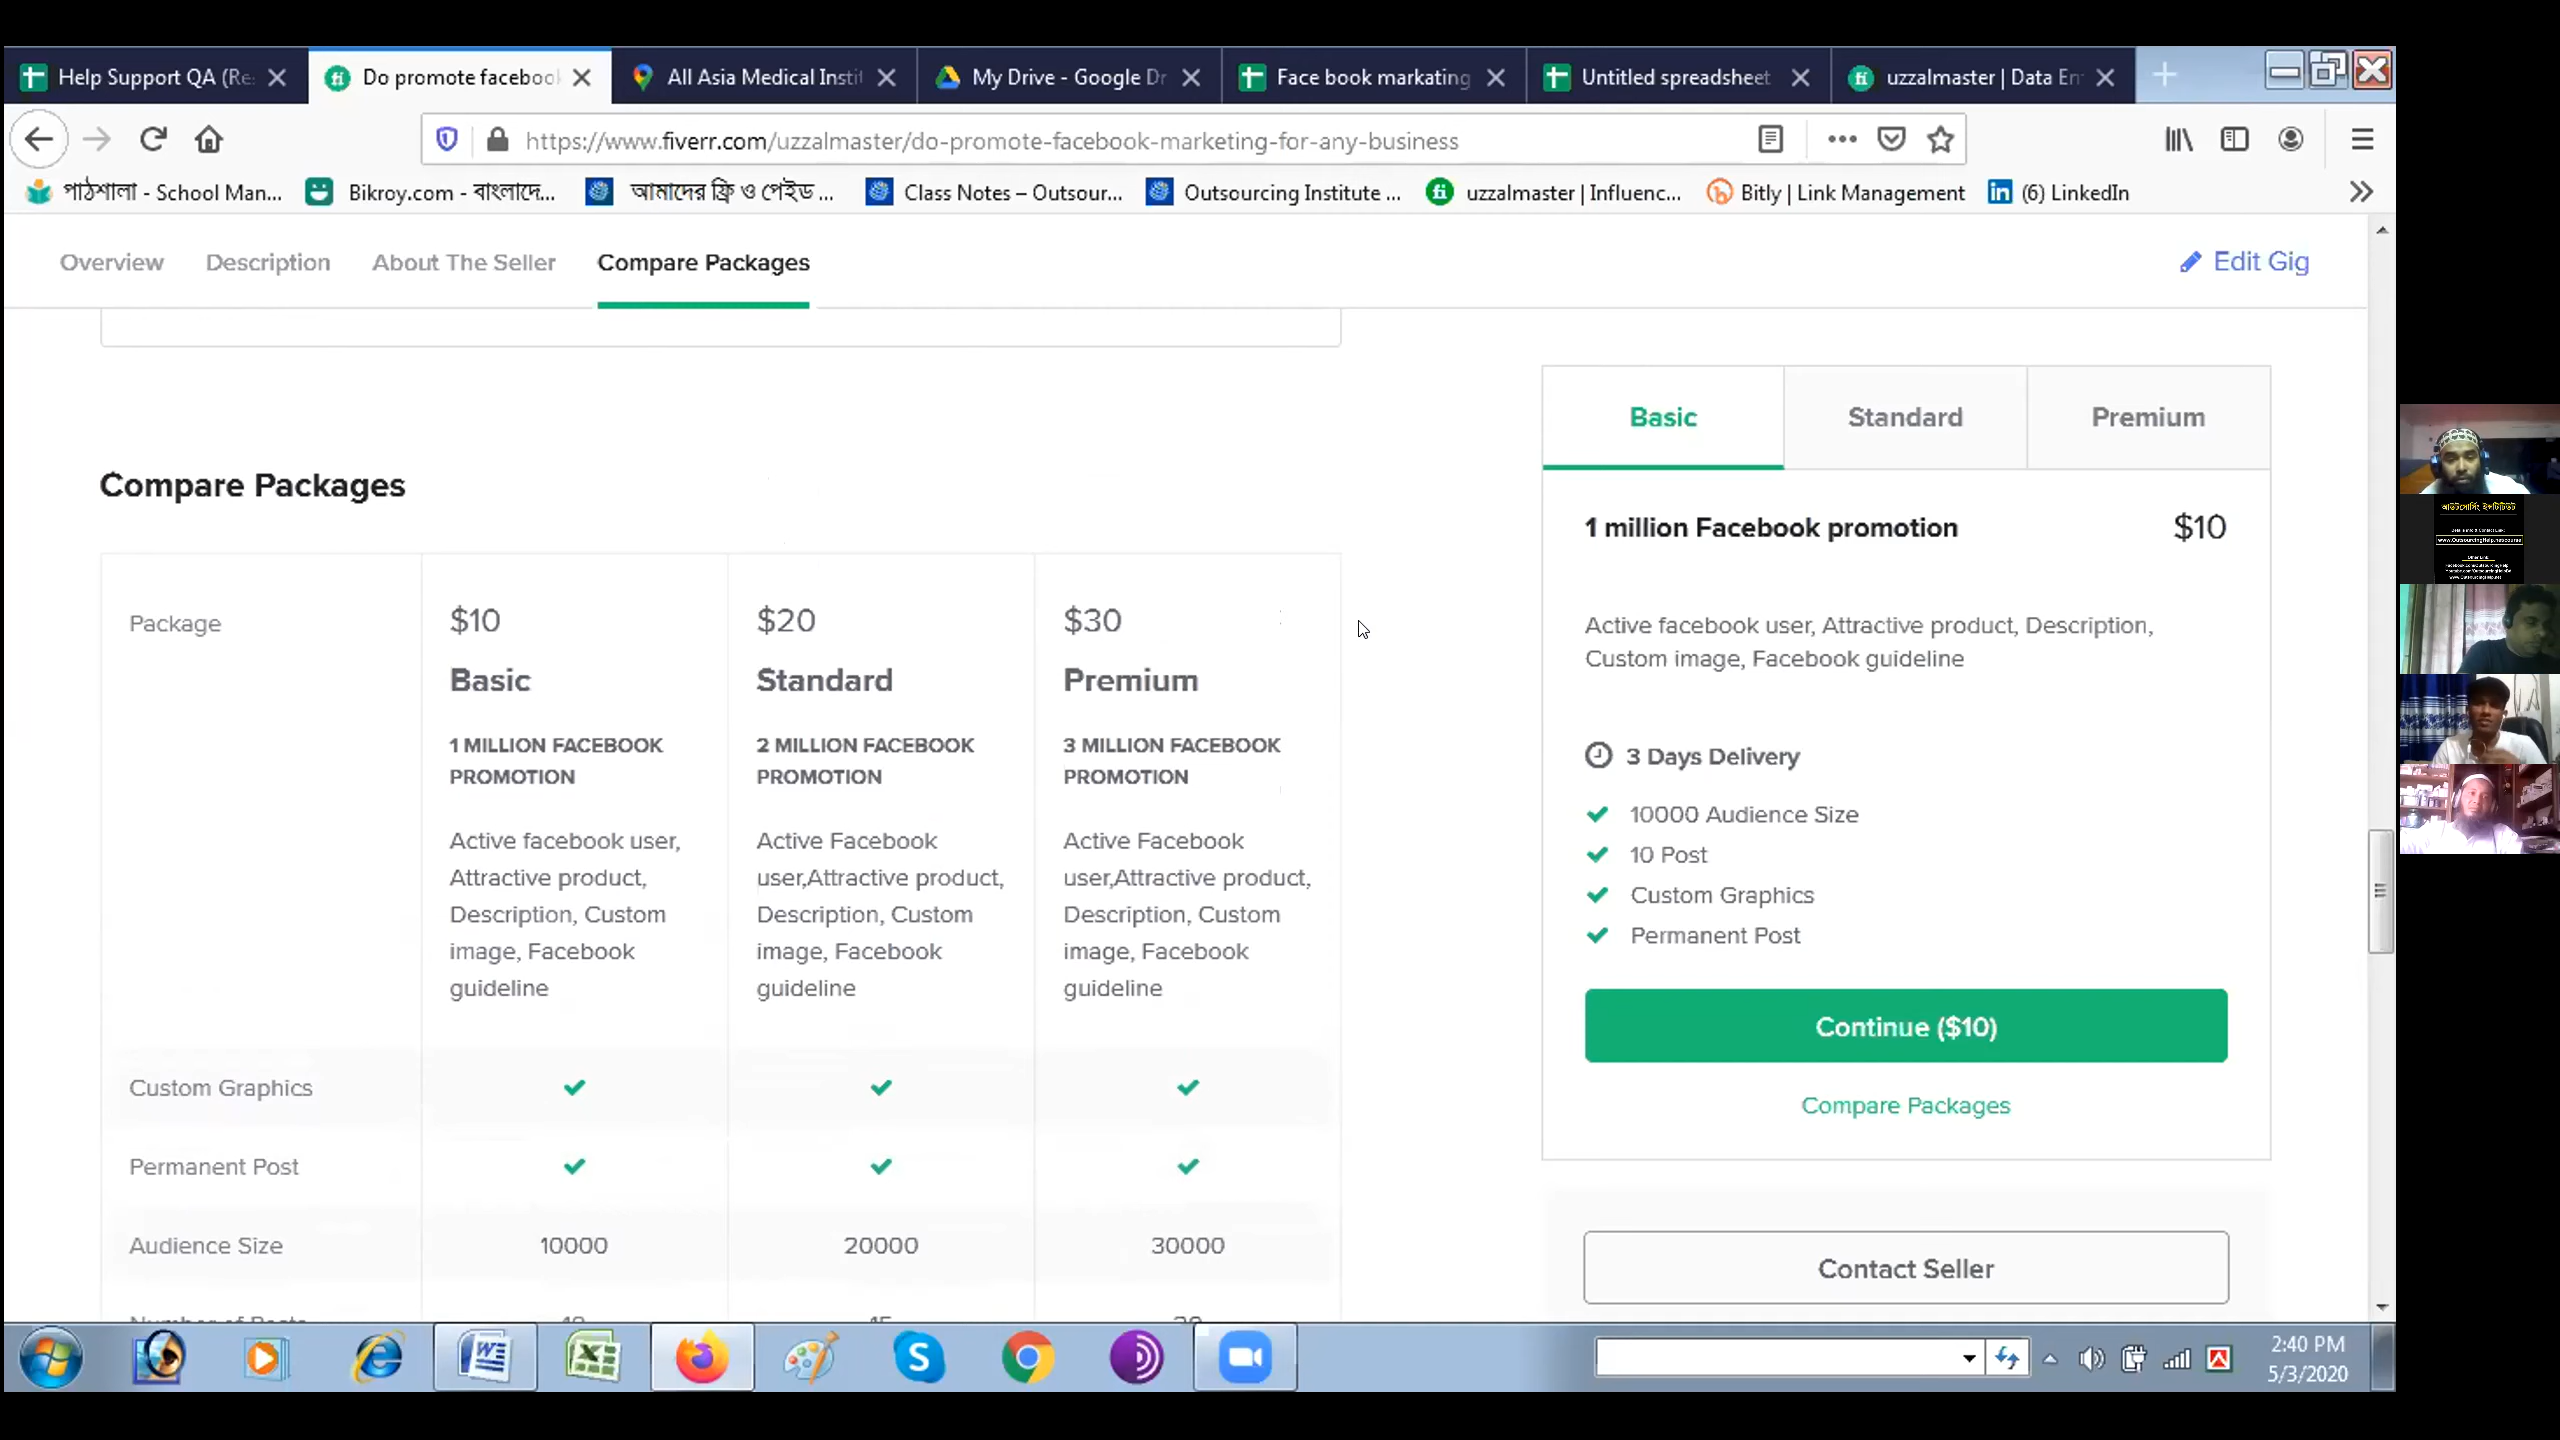 Help Support QA (Re
Do promote facebook
All Asia Medical Instit
My Drive - Google Dr
Face book markating
Untitled spreadsheet
uzzalmaster | Data En
https://www.fiverr.com/uzzalmaster/do-promote-facebook-marketing-for-any-business
পাঠশালা - School Man...
Bikroy.com - বাংলাদে...
আমাদের ফ্রি ও পেইড ...
Class Notes – Outsour...
Outsourcing Institute ...
uzzalmaster | Influenc...
Bitly | Link Management
(6) LinkedIn
Overview
Description
About The Seller
Compare Packages
Edit Gig
Compare Packages
Package
$10
Basic
1 MILLION FACEBOOK
PROMOTION
Active facebook user,
Attractive product,
Description, Custom
image, Facebook
guideline
$20
Standard
2 MILLION FACEBOOK
PROMOTION
Active Facebook
user,Attractive product,
Description, Custom
image, Facebook
guideline
$30
Premium
3 MILLION FACEBOOK
PROMOTION
Active Facebook
user,Attractive product,
Description, Custom
image, Facebook
guideline
Custom Graphics
Permanent Post
Audience Size 10000 20000 30000
Basic
Standard
Premium
1 million Facebook promotion $10
Active facebook user, Attractive product, Description,
Custom image, Facebook guideline
3 Days Delivery
10000 Audience Size
10 Post
Custom Graphics
Permanent Post
Continue ($10)
Compare Packages
Contact Seller
আউটসোর্সিং ইন্সটিটিউট
2:40 PM
5/3/2020